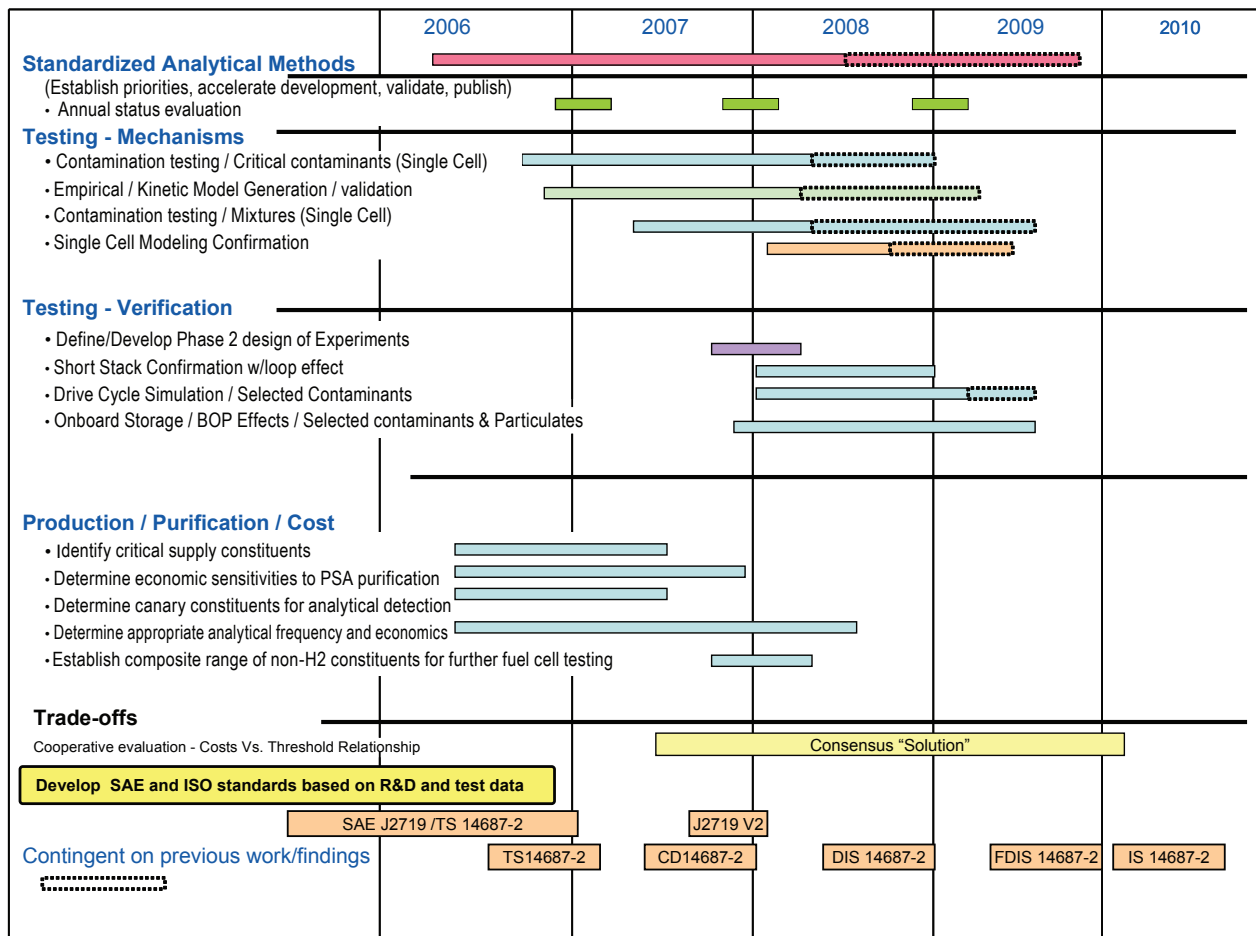 2006 2007 2008 2009 2010
Standardized Analytical Methods
(Establish priorities, accelerate development, validate, publish)
• Annual status evaluation
Testing - Mechanisms
• Contamination testing / Critical contaminants (Single Cell)
• Empirical / Kinetic Model Generation / validation
• Contamination testing / Mixtures (Single Cell)
• Single Cell Modeling Confirmation
Testing - Verification
• Define/Develop Phase 2 design of Experiments
• Short Stack Confirmation w/loop effect
• Drive Cycle Simulation / Selected Contaminants
• Onboard Storage / BOP Effects / Selected contaminants & Particulates
Production / Purification / Cost
• Identify critical supply constituents
• Determine economic sensitivities to PSA purification
• Determine canary constituents for analytical detection
• Determine appropriate analytical frequency and economics
• Establish composite range of non-H2 constituents for further fuel cell testing
Trade-offs
Cooperative evaluation - Costs Vs. Threshold Relationship
Consensus “Solution”
Develop SAE and ISO standards based on R&D and test data
SAE J2719 /TS 14687-2
J2719 V2
Contingent on previous work/findings
TS14687-2
CD14687-2
DIS 14687-2
FDIS 14687-2
IS 14687-2